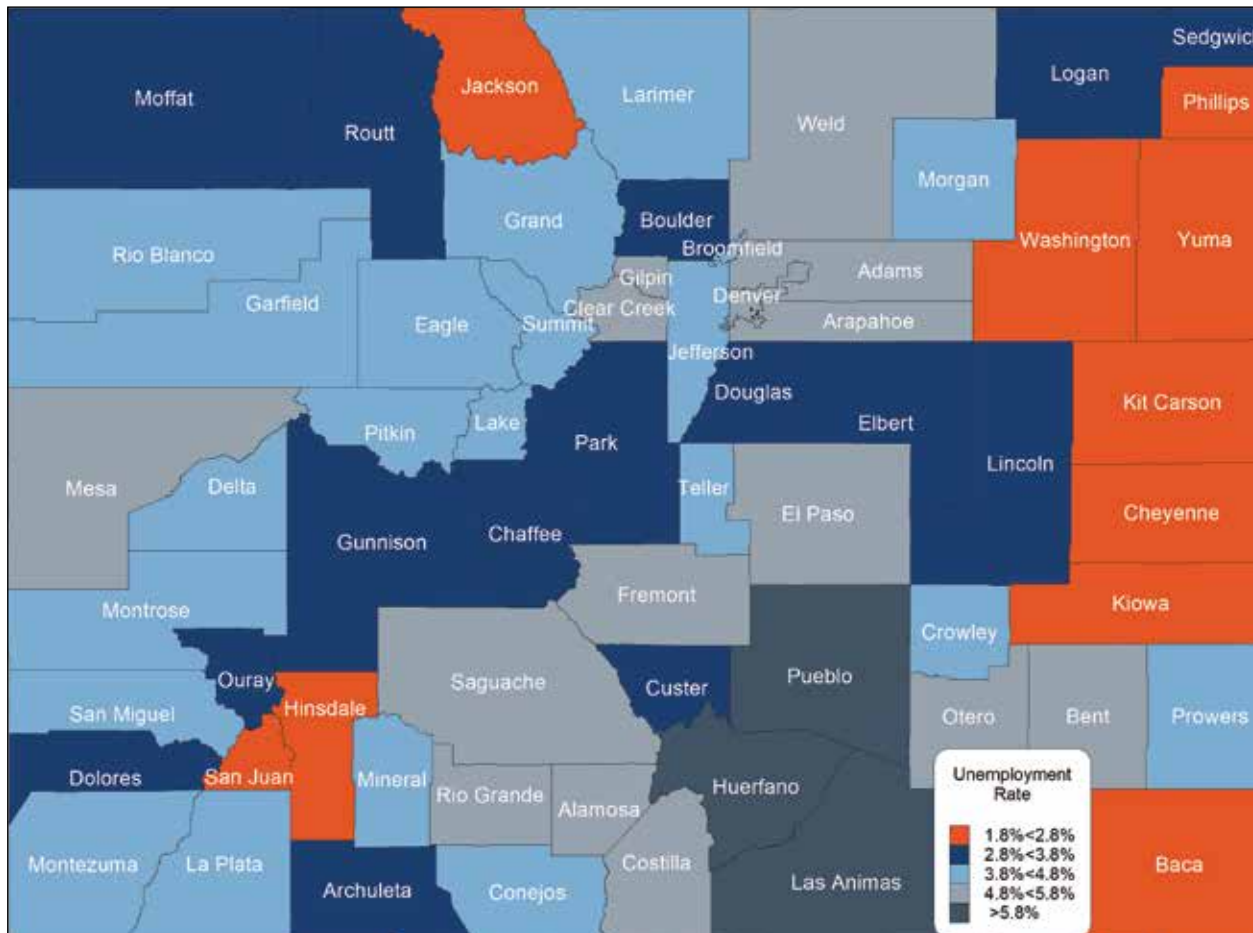 Sedgwic
Logan
Jackson
Phillips
Moffat
Larimer
Weld
Routt
Morgan
Grand
Boulder
Washington
Yuma
Rio Blanco
Broomfield
Gilpin
Adams
Garfield
Denver
Clear Creek
Eagle
Summit
Arapahoe
Jefferson
Douglas
Kit Carson
Elbert
Lake
Pitkin
Park
Lincoln
Mesa
Delta
Teller
El Paso
Cheyenne
Chaffee
Gunnison
Fremont
Montrose
Kiowa
Crowley
Ouray
Saguache
Custer
Pueblo
Hinsdale
San Miguel
Otero
Bent
Prowers
Dolores
San Juan
Mineral
Rio Grande
Huerfano
Alamosa
Montezuma
La Plata
Costilla
Baca
Archuleta
Conejos
Las Animas
Unemployment
Rate
1.8%<2.8%
2.8%<3.8%
3.8%<4.8%
4.8%<5.8%
>5.8%